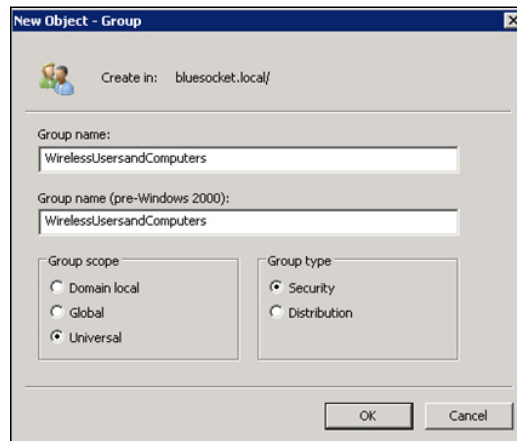 New Object - Group
Create in: bluesocket.local/
Group name:
WirelessUsersandComputers
Group name (pre-Windows 2000):
WirelessUsersandComputers
Group scope
Domain local
Global
Universal
Group type
Security
Distribution
OK
Cancel